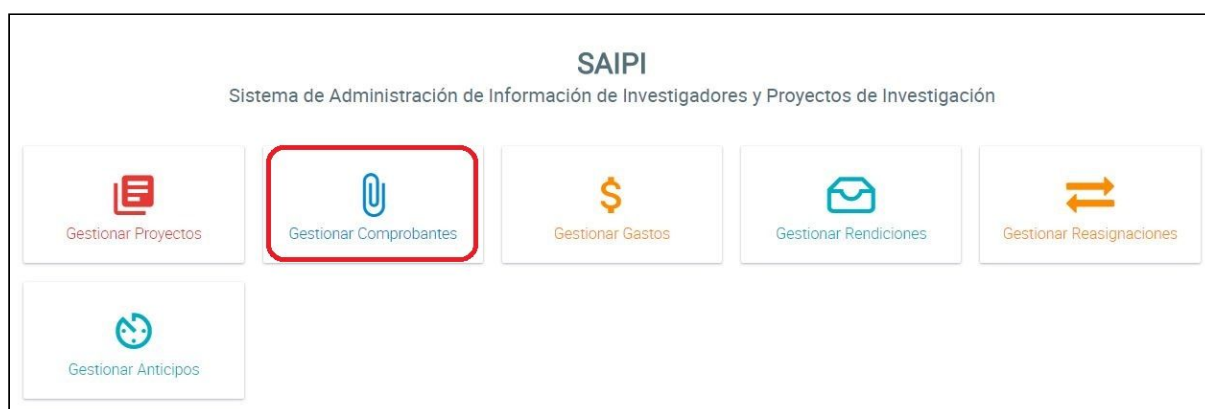 SAIPI
Sistema de Administración de Información de Investigadores y Proyectos de Investigación
Gestionar Proyectos
Gestionar Comprobantes
$
Gestionar Gastos
Gestionar Rendiciones
Gestionar Reasignaciones
Gestionar Anticipos